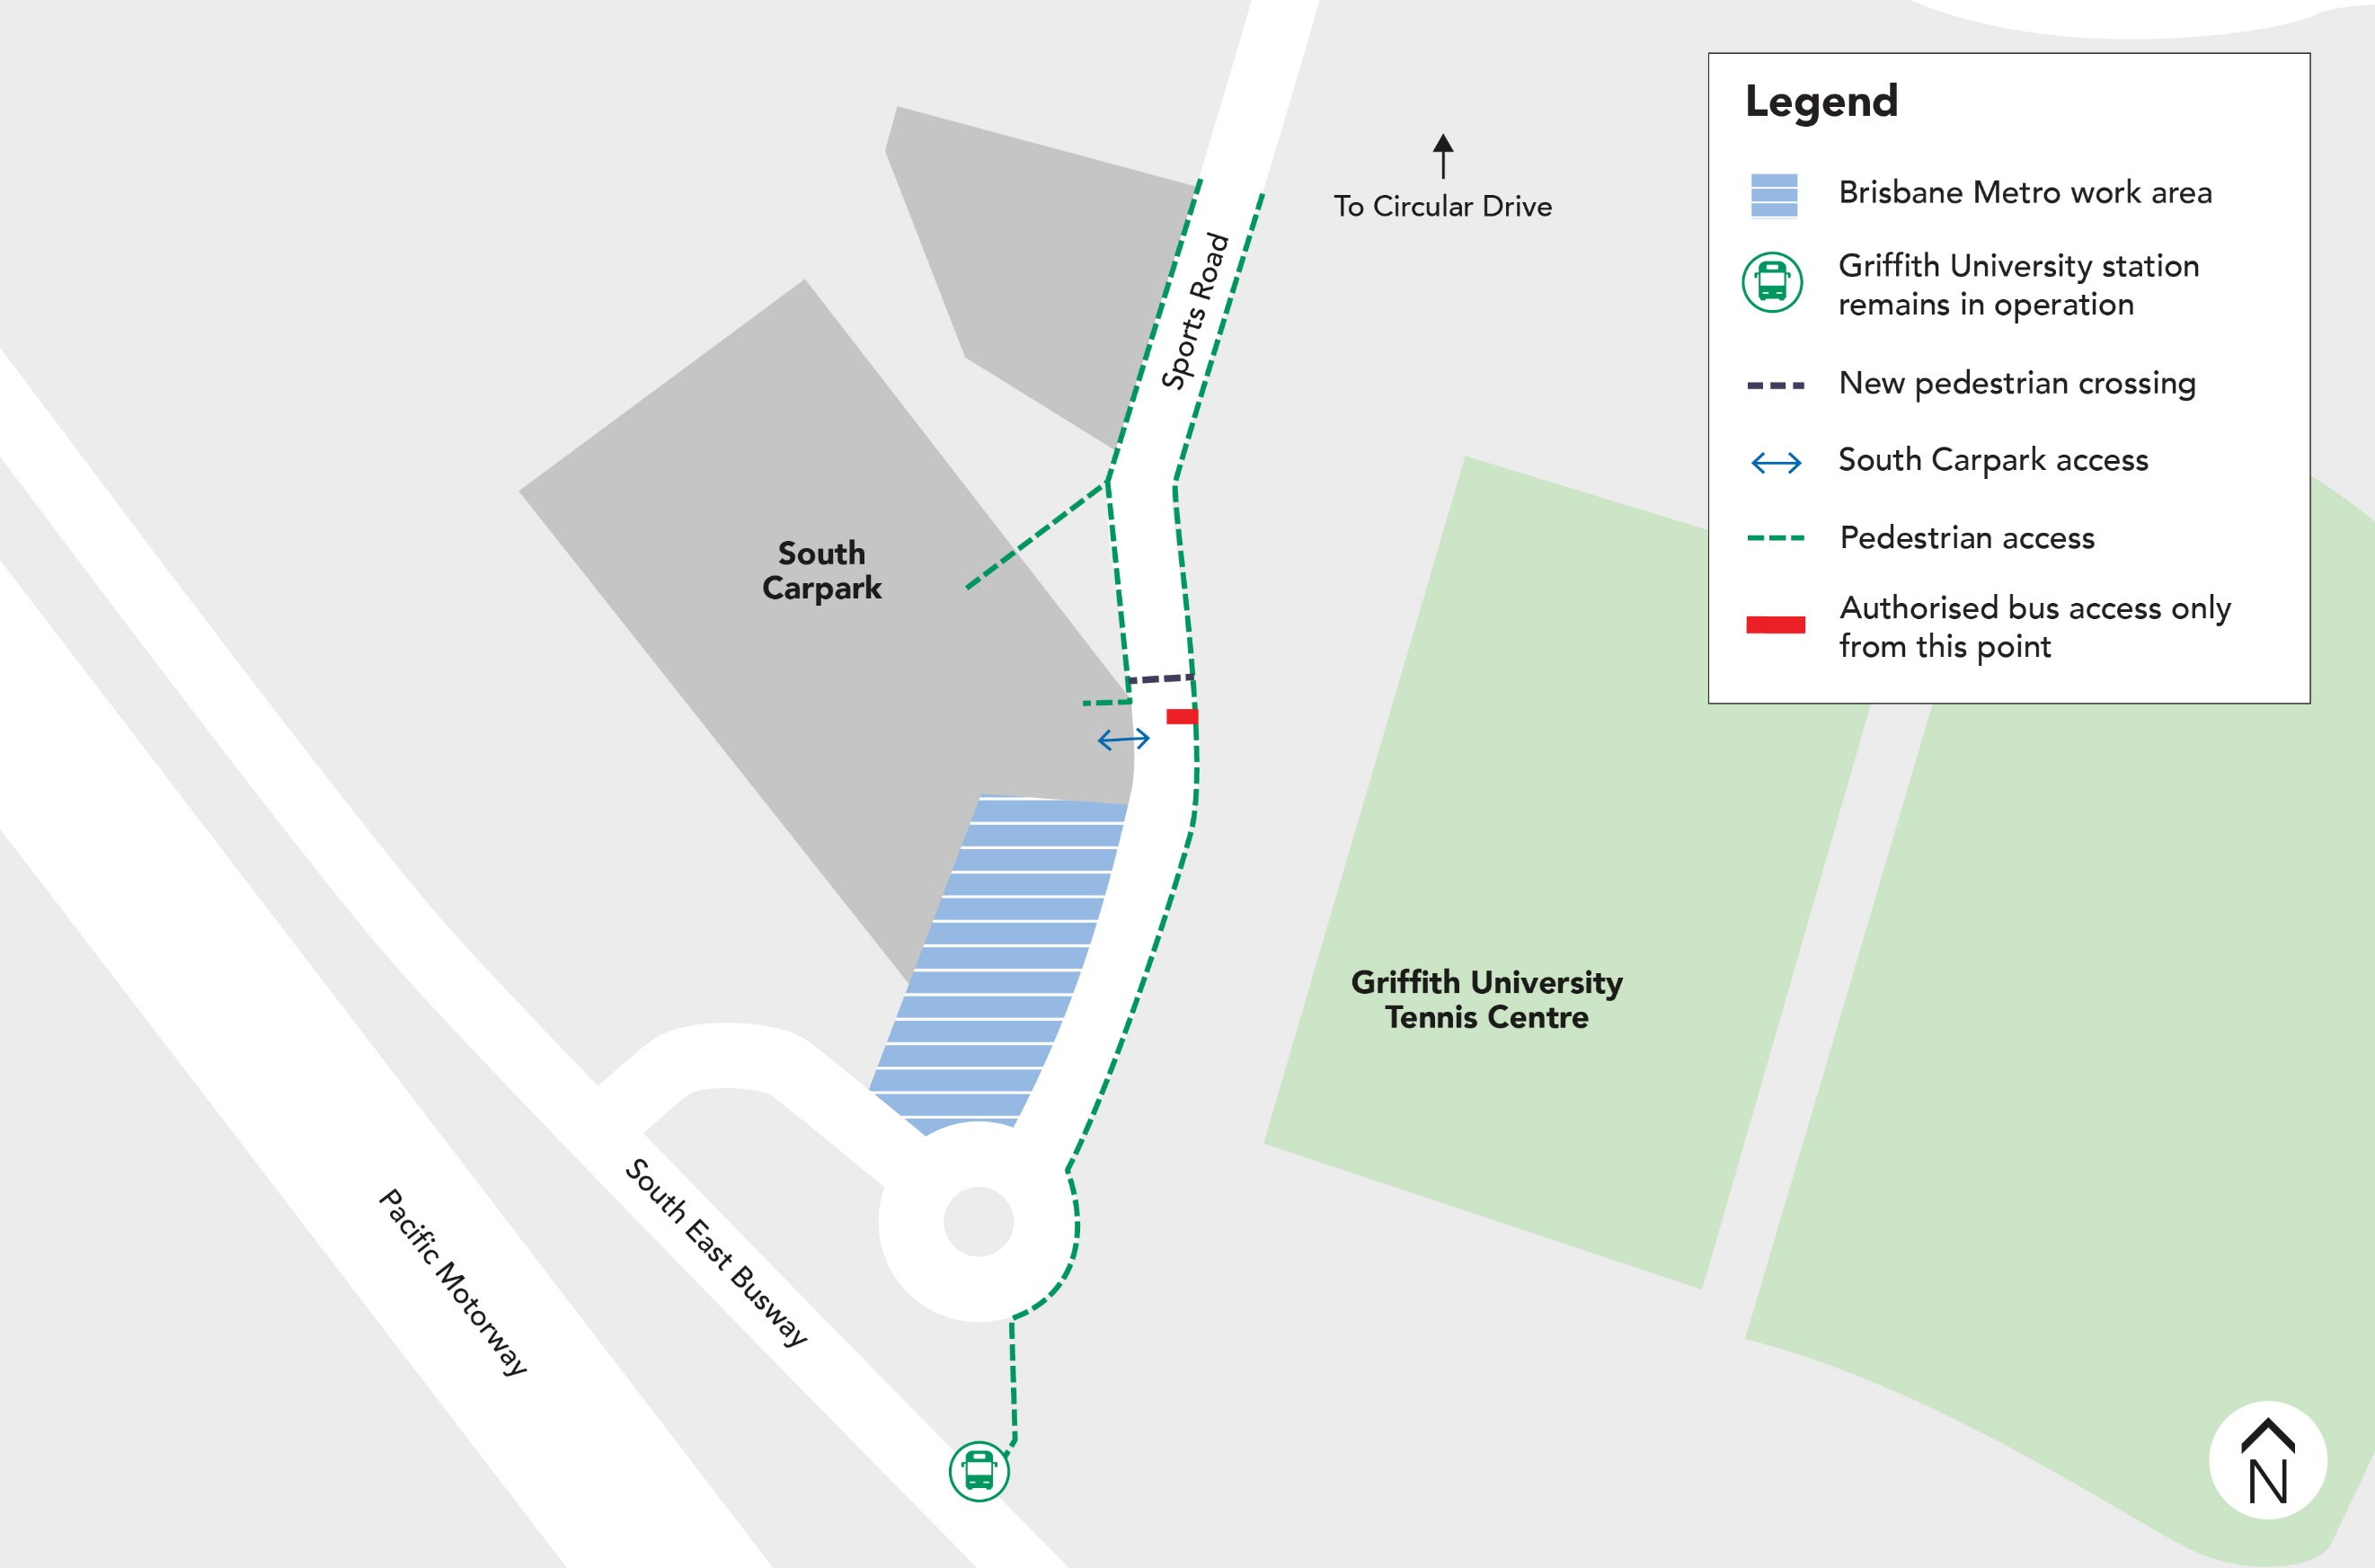 Legend
Brisbane Metro work area
Griffith University station
remains in operation
New pedestrian crossing
South Carpark access
Pedestrian access
Authorised bus access only
from this point
To Circular Drive
Sports Road
South
Carpark
Griffith University
Tennis Centre
South East Busway
Pacific Motorway
N